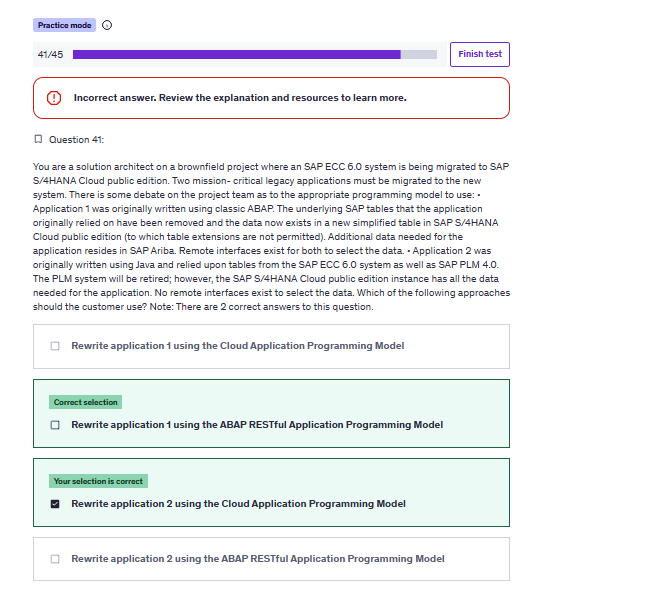 Practice mode
41/45
Finish test
Incorrect answer. Review the explanation and resources to learn more.
Question 41:
You are a solution architect on a brownfield project where an SAP ECC 6.0 system is being migrated to SAP
S/4HANA Cloud public edition. Two mission- critical legacy applications must be migrated to the new
system. There is some debate on the project team as to the appropriate programming model to use: •
Application 1 was originally written using classic ABAP. The underlying SAP tables that the application
originally relied on have been removed and the data now exists in a new simplified table in SAP S/4HANA
Cloud public edition (to which table extensions are not permitted). Additional data needed for the
application resides in SAP Ariba. Remote interfaces exist for both to select the data. • Application 2 was
originally written using Java and relied upon tables from the SAP ECC 6.0 system as well as SAP PLM 4.0.
The PLM system will be retired; however, the SAP S/4HANA Cloud public edition instance has all the data
needed for the application. No remote interfaces exist to select the data. Which of the following approaches
should the customer use? Note: There are 2 correct answers to this question.
Rewrite application 1 using the Cloud Application Programming Model
Correct selection
Rewrite application 1 using the ABAP RESTful Application Programming Model
Your selection is correct
Rewrite application 2 using the Cloud Application Programming Model
Rewrite application 2 using the ABAP RESTful Application Programming Model